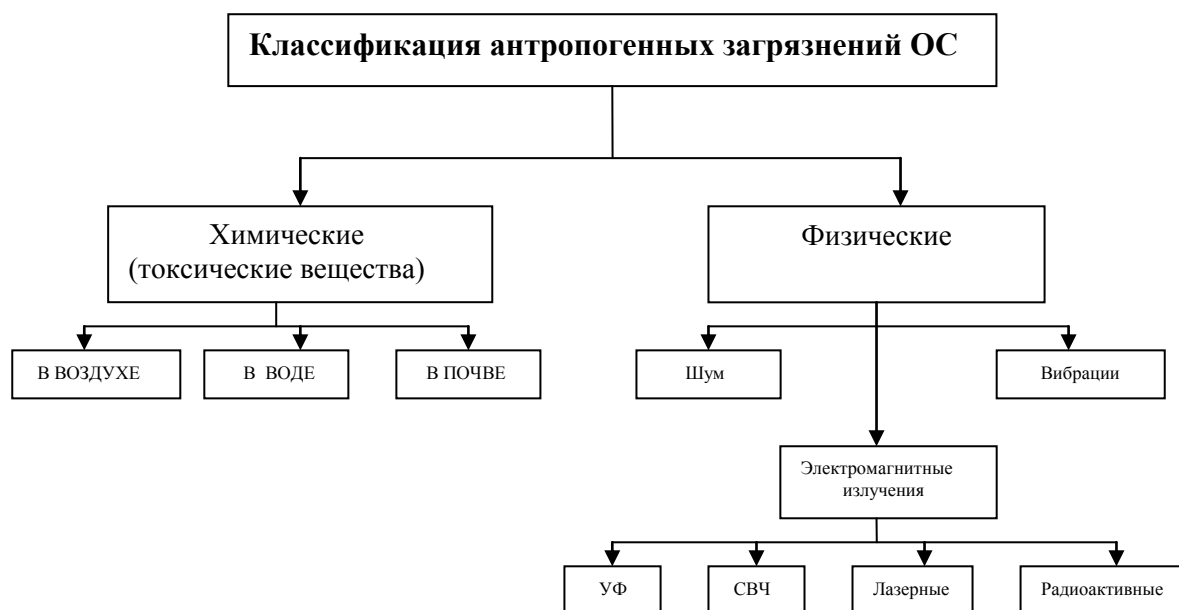 Классификация антропогенных загрязнений ОС
Химические
(токсические вещества)
Физические
В ВОЗДУХЕ
В ВОДЕ
В ПОЧВЕ
Шум
Вибрации
Электромагнитные
излучения
УФ
СВЧ
Лазерные
Радиоактивные